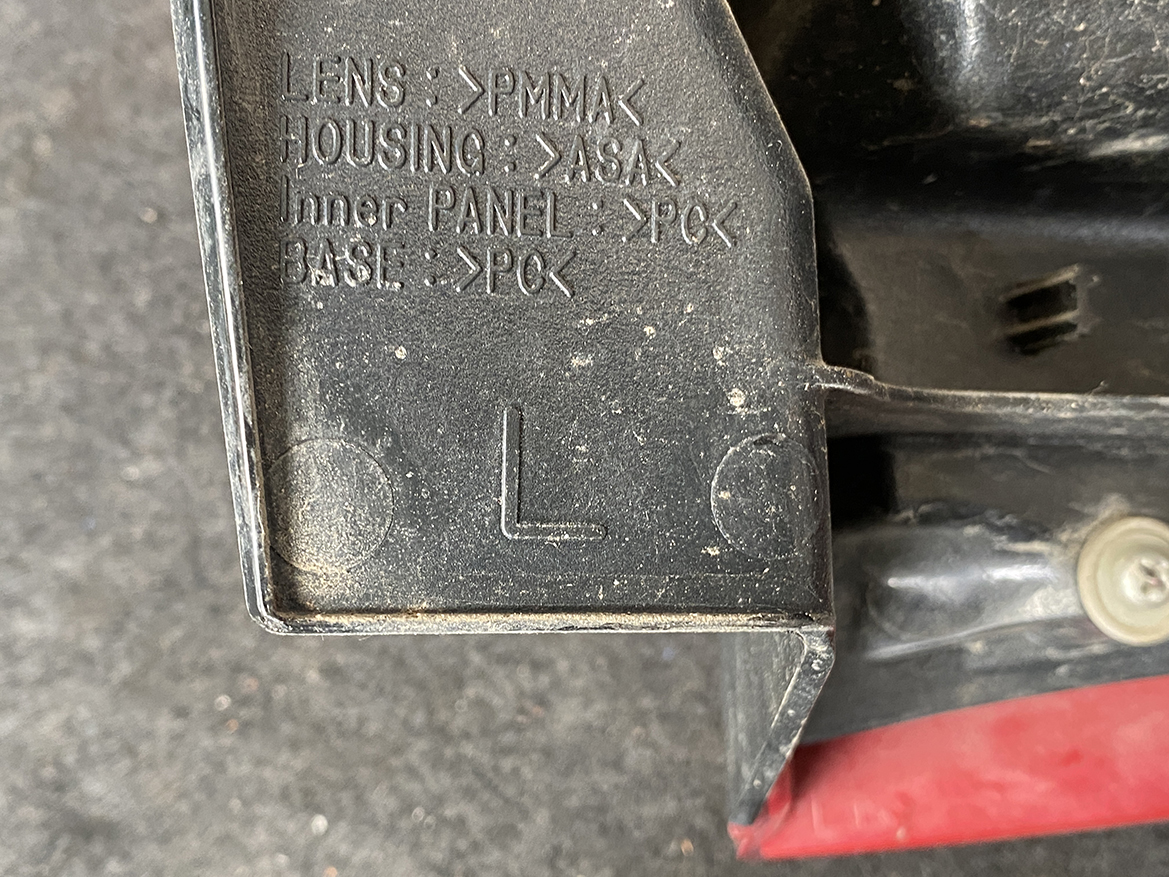 LENS : >PMMA<
HOUSING : >ASA<
Inner PANEL : >PC<
BASE : >PC<
L